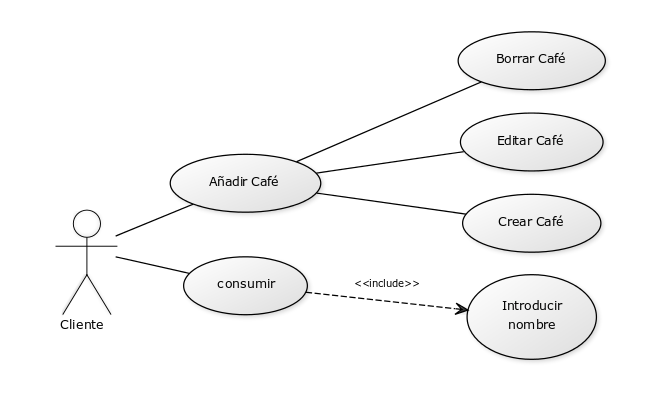 Borrar Café
Editar Café
Añadir Café
Crear Café
consumir
<<include>>
Introducir
nombre
Cliente